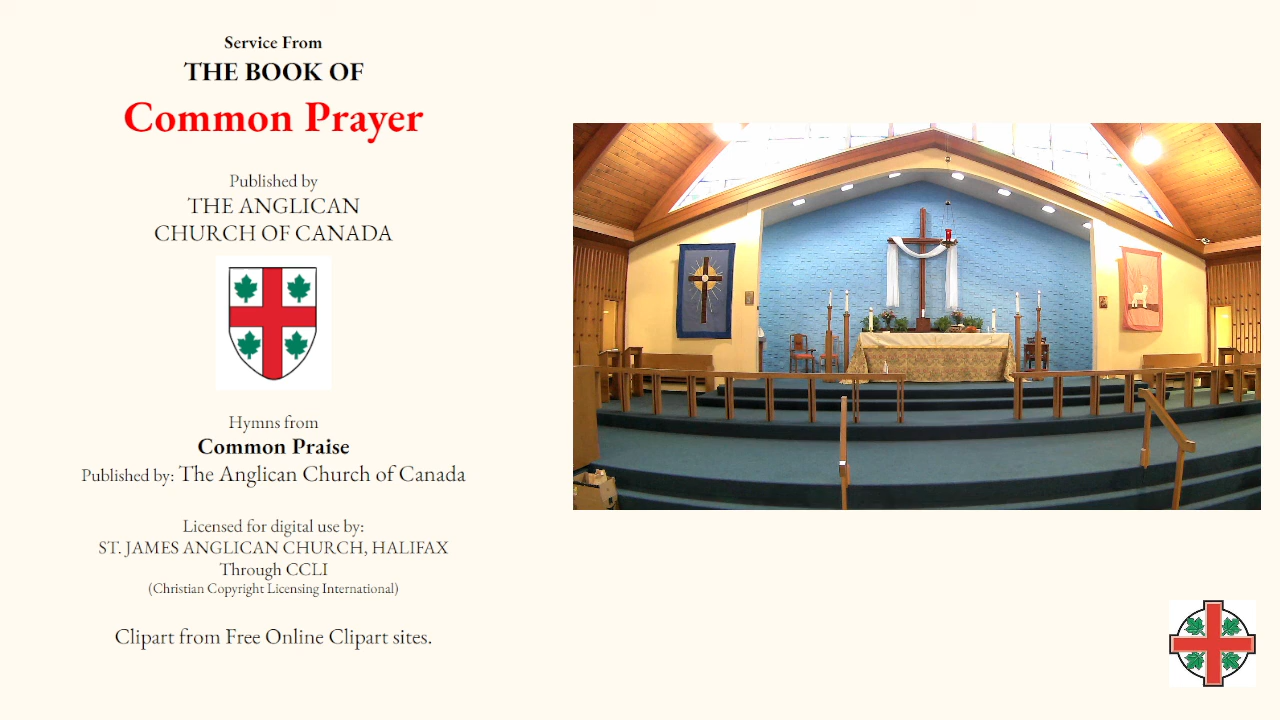 Service From
THE BOOK OF
Common Prayer
Published by
THE ANGLICAN
CHURCH OF CANADA
Hymns from
Common Praise
Published by: The Anglican Church of Canada
Licensed for digital use by:
ST. JAMES ANGLICAN CHURCH, HALIFAX
Through CCLI
(Christian Copyright Licensing International)
Clipart from Free Online Clipart sites.